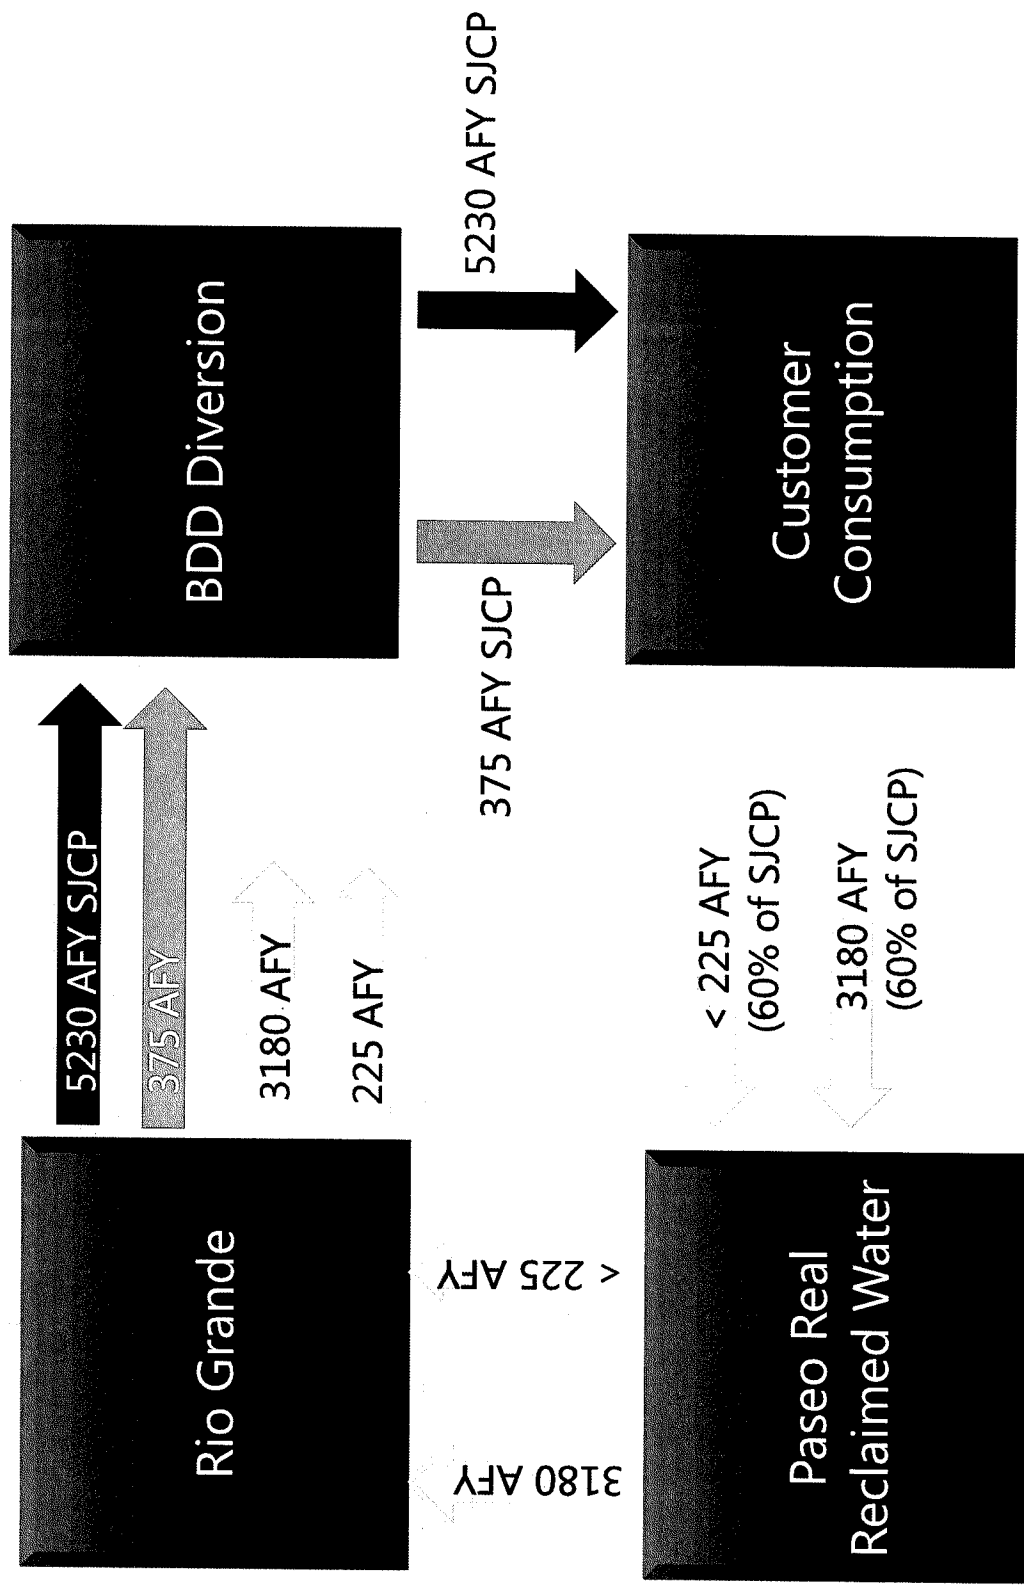 Rio Grande
5230 AFY SJCP
375 AFY
3180 AFY
225 AFY
BDD Diversion
3180 AFY
< 225 AFY
375 AFY SJCP
5230 AFY SJCP
Paseo Real
Reclaimed Water
< 225 AFY
(60% of SJCP)
3180 AFY
(60% of SJCP)
Customer
Consumption